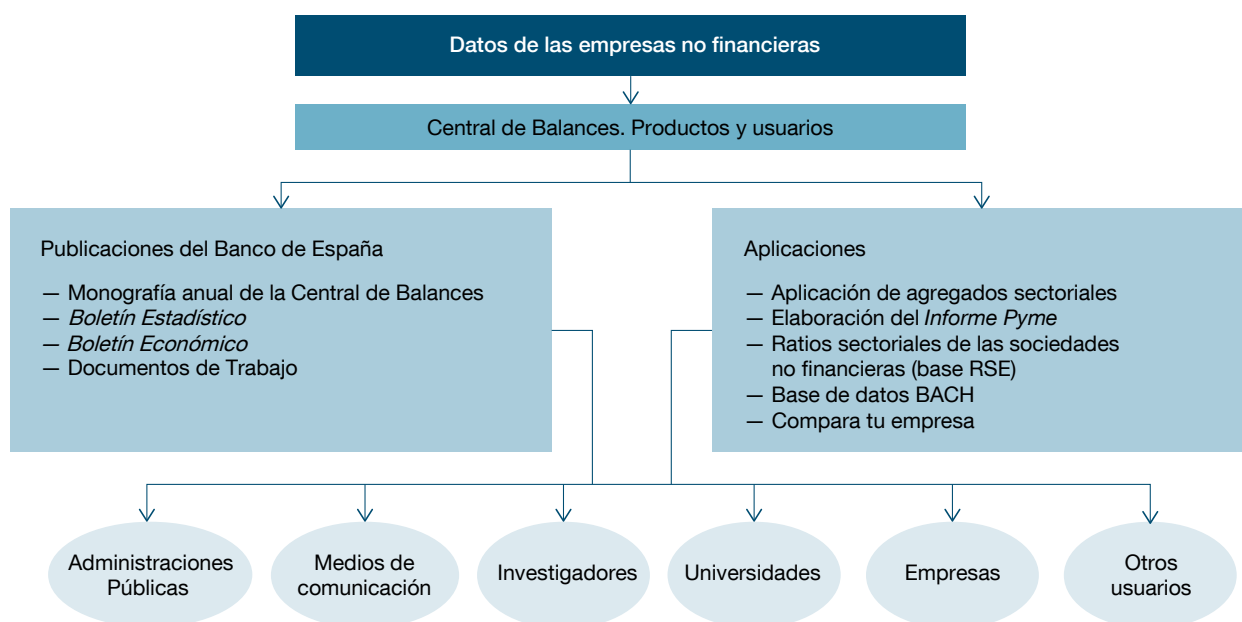 Datos de las empresas no financieras
Central de Balances. Productos y usuarios
Publicaciones del Banco de España
— Monografía anual de la Central de Balances
— Boletín Estadístico
— Boletín Económico
— Documentos de Trabajo
Aplicaciones
— Aplicación de agregados sectoriales
— Elaboración del Informe Pyme
— Ratios sectoriales de las sociedades
no financieras (base RSE)
— Base de datos BACH
— Compara tu empresa
Administraciones
Públicas
Medios de
comunicación
Investigadores
Universidades
Empresas
Otros
usuarios